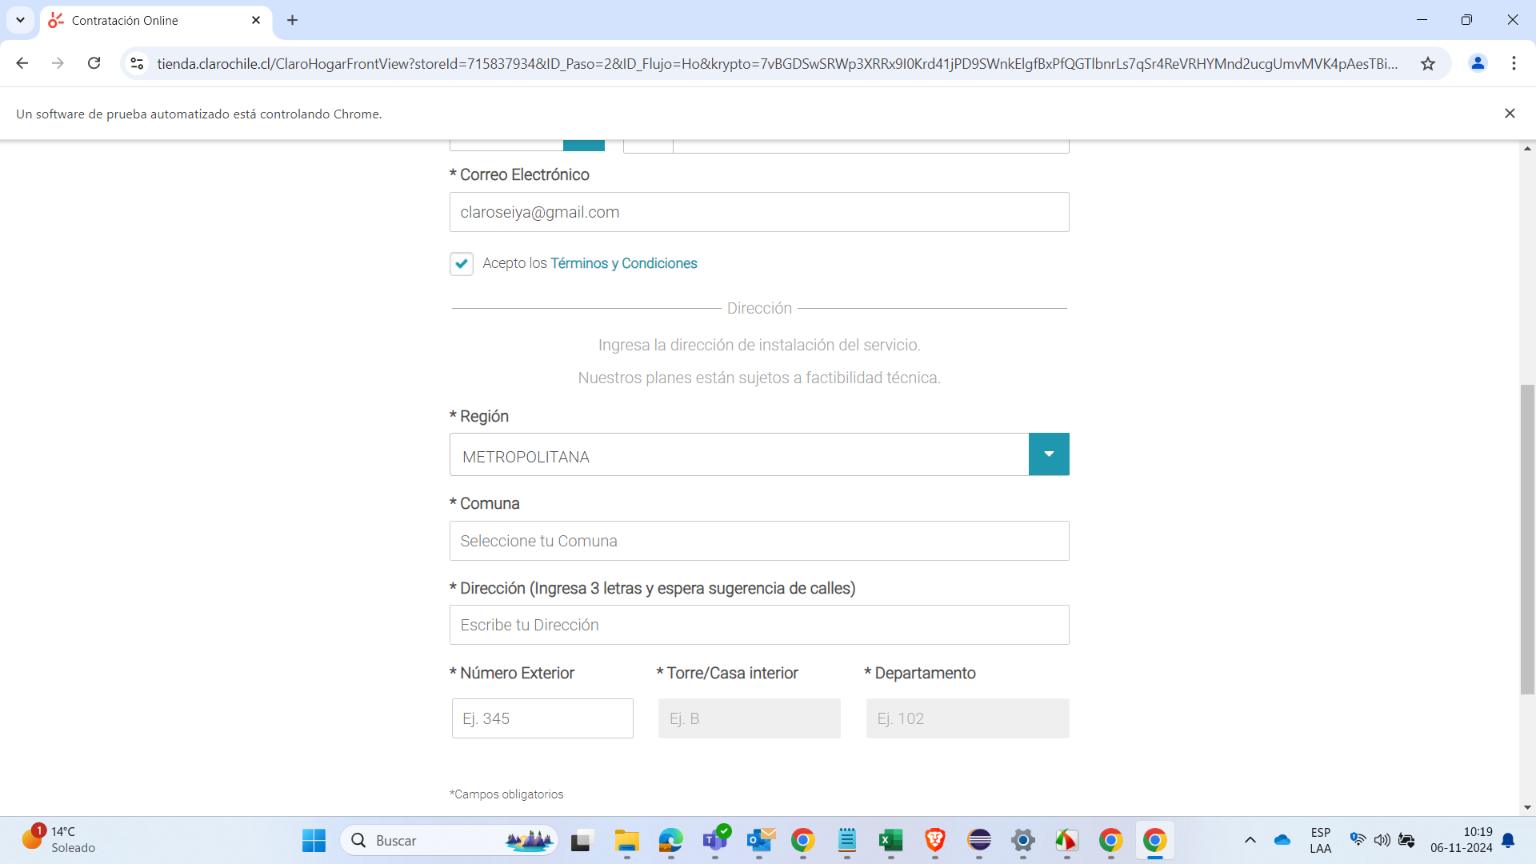 Contratación Online
tienda.clarochile.cl/ClaroHogarFrontView?storeId=715837934&ID_Paso=2&ID_Flujo=Ho&krypto=7vBGDSwSRWp3XRRx9I0Krd41jPD9SWnkElgfBxPfQGTlbnrLs7qSr4ReVRHYMnd2ucgUmvMVK4pAesTBi...
Un software de prueba automatizado está controlando Chrome.
* Correo Electrónico
claroseiya@gmail.com
Acepto los Términos y Condiciones
Dirección
Ingresa la dirección de instalación del servicio.
Nuestros planes están sujetos a factibilidad técnica.
* Región
METROPOLITANA
* Comuna
Seleccione tu Comuna
* Dirección (Ingresa 3 letras y espera sugerencia de calles)
Escribe tu Dirección
* Número Exterior * Torre/Casa interior * Departamento
Ej. 345 Ej. B Ej. 102
*Campos obligatorios
1 14°C
Soleado
Buscar
ESP
LAA
10:19
06-11-2024